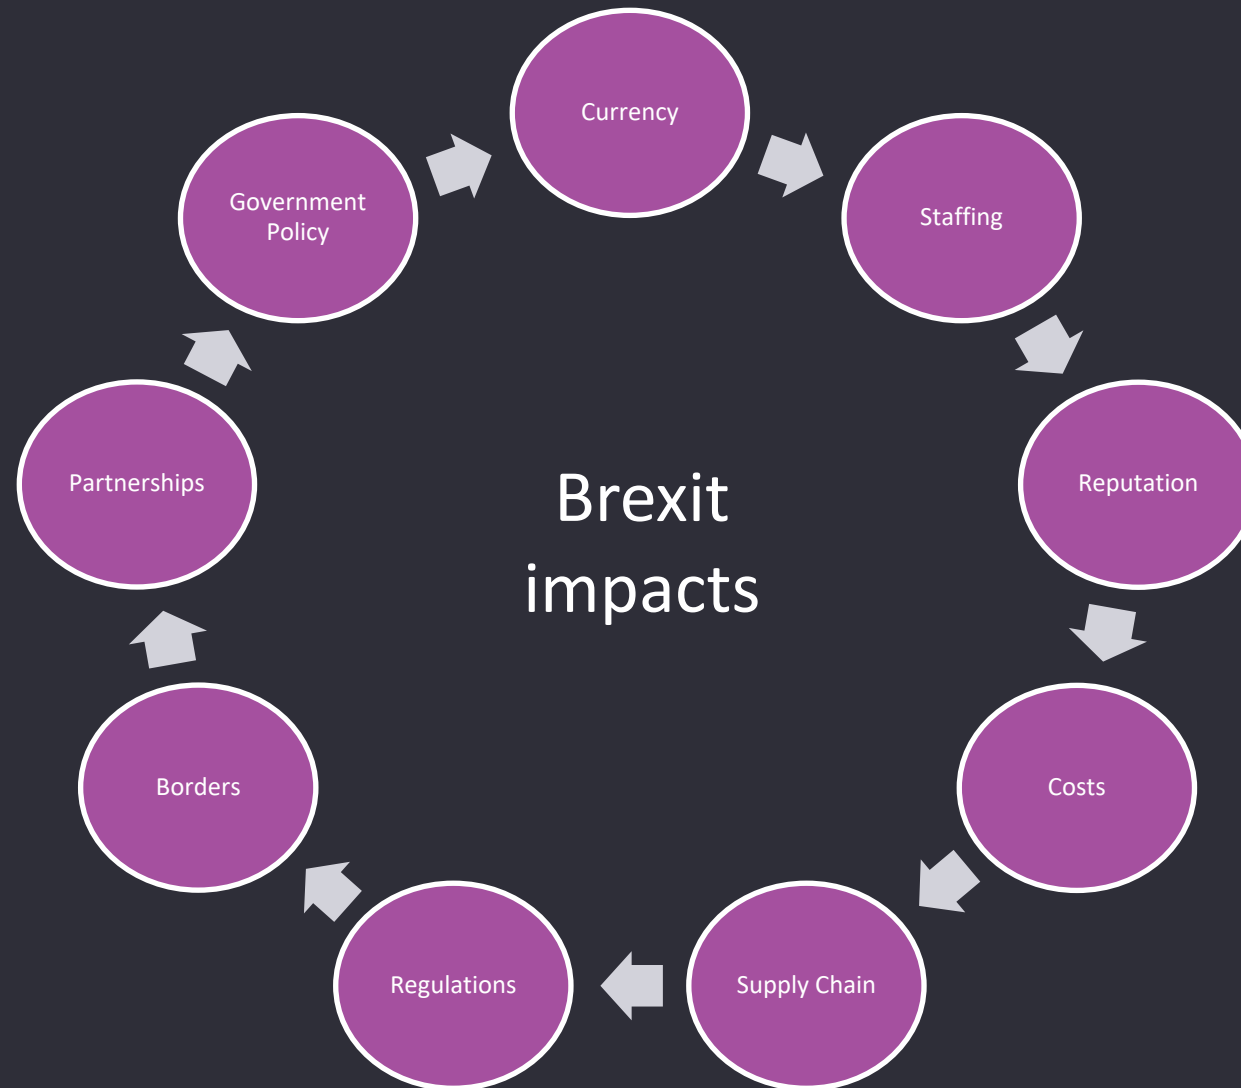 Currency
Staffing
Reputation
Costs
Supply Chain
Regulations
Borders
Partnerships
Government
Policy
Brexit
impacts